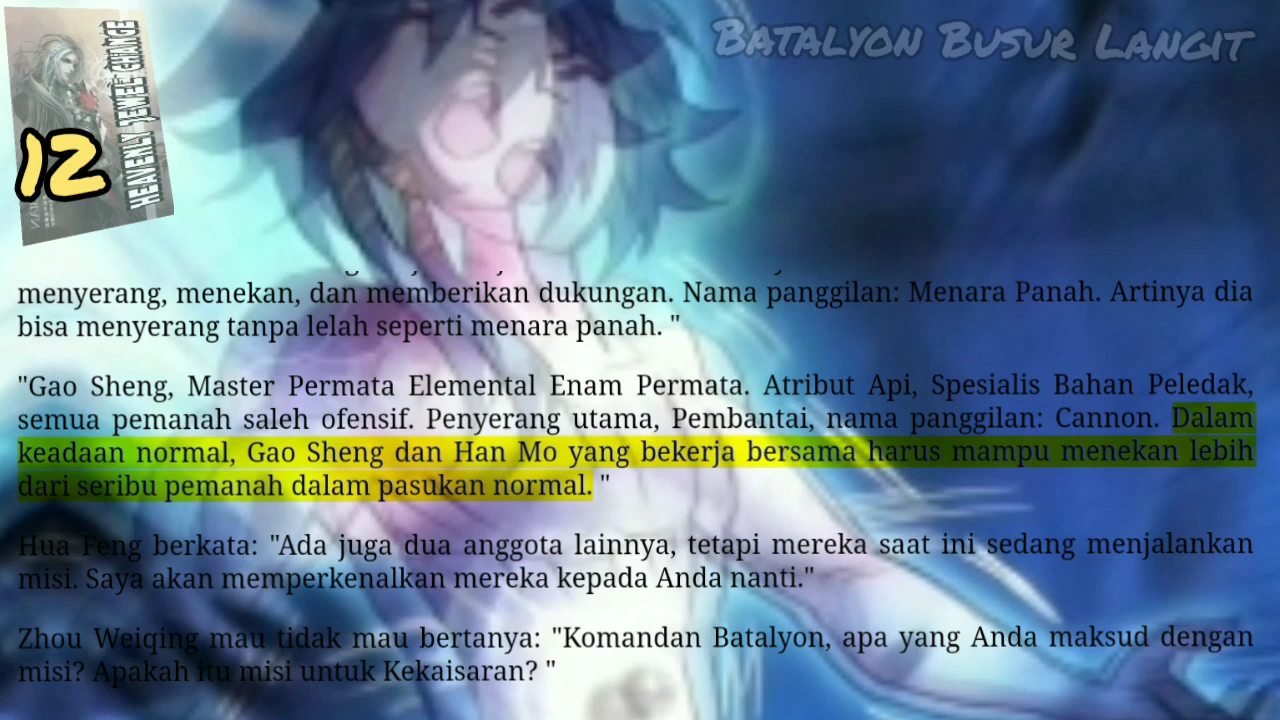 Batalyon Busur Langit
HEAVENLY JEWEL CHANGE
12
menyerang, menekan, dan memberikan dukungan. Nama panggilan: Menara Panah. Artinya dia
bisa menyerang tanpa lelah seperti menara panah. "
"Gao Sheng, Master Permata Elemental Enam Permata. Atribut Api, Spesialis Bahan Peledak,
semua pemanah saleh ofensif. Penyerang utama, Pembantai, nama panggilan: Cannon. Dalam
keadaan normal, Gao Sheng dan Han Mo yang bekerja bersama harus mampu menekan lebih
dari seribu pemanah dalam pasukan normal. "
Hua Feng berkata: "Ada juga dua anggota lainnya, tetapi mereka saat ini sedang menjalankan
misi. Saya akan memperkenalkan mereka kepada Anda nanti."
Zhou Weiqing mau tidak mau bertanya: "Komandan Batalyon, apa yang Anda maksud dengan
misi? Apakah itu misi untuk Kekaisaran? "